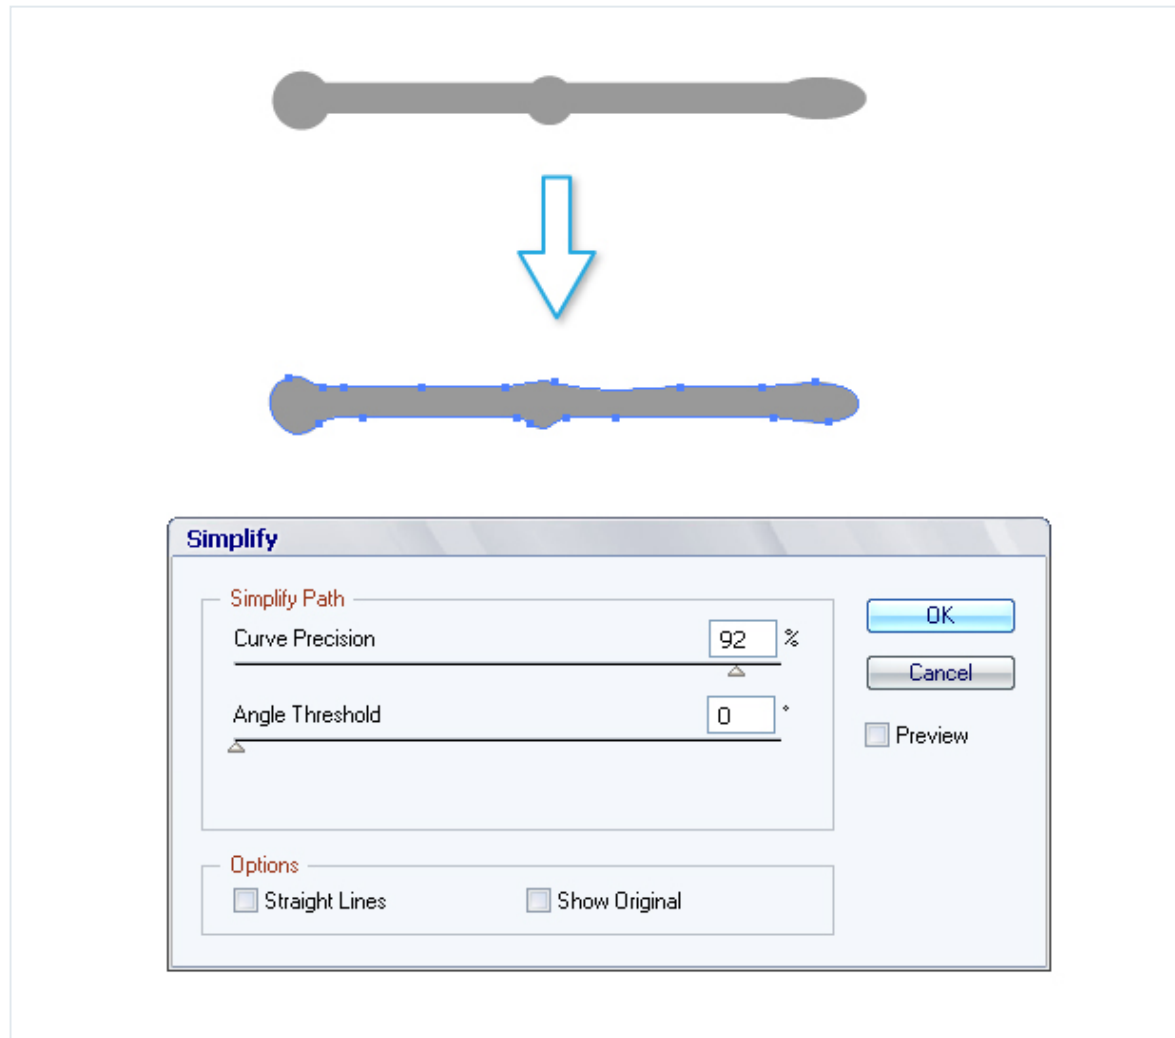 Simplify
Simplify Path
Curve Precision 92 %
Angle Threshold 0 °
OK
Cancel
Preview
Options
Straight Lines Show Original